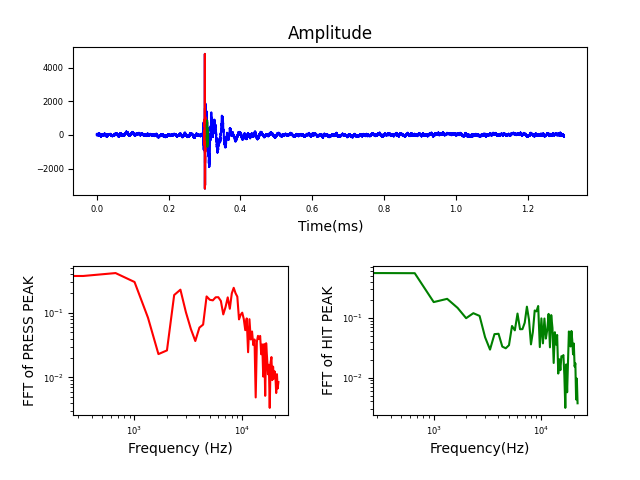 Amplitude
4000
2000
0
−2000
0.0 0.2 0.4 0.6 0.8 1.0 1.2
Time(ms)
FFT of PRESS PEAK
10⁻¹
10⁻²
10³ 10⁴
Frequency (Hz)
FFT of HIT PEAK
10⁻¹
10⁻²
10³ 10⁴
Frequency(Hz)